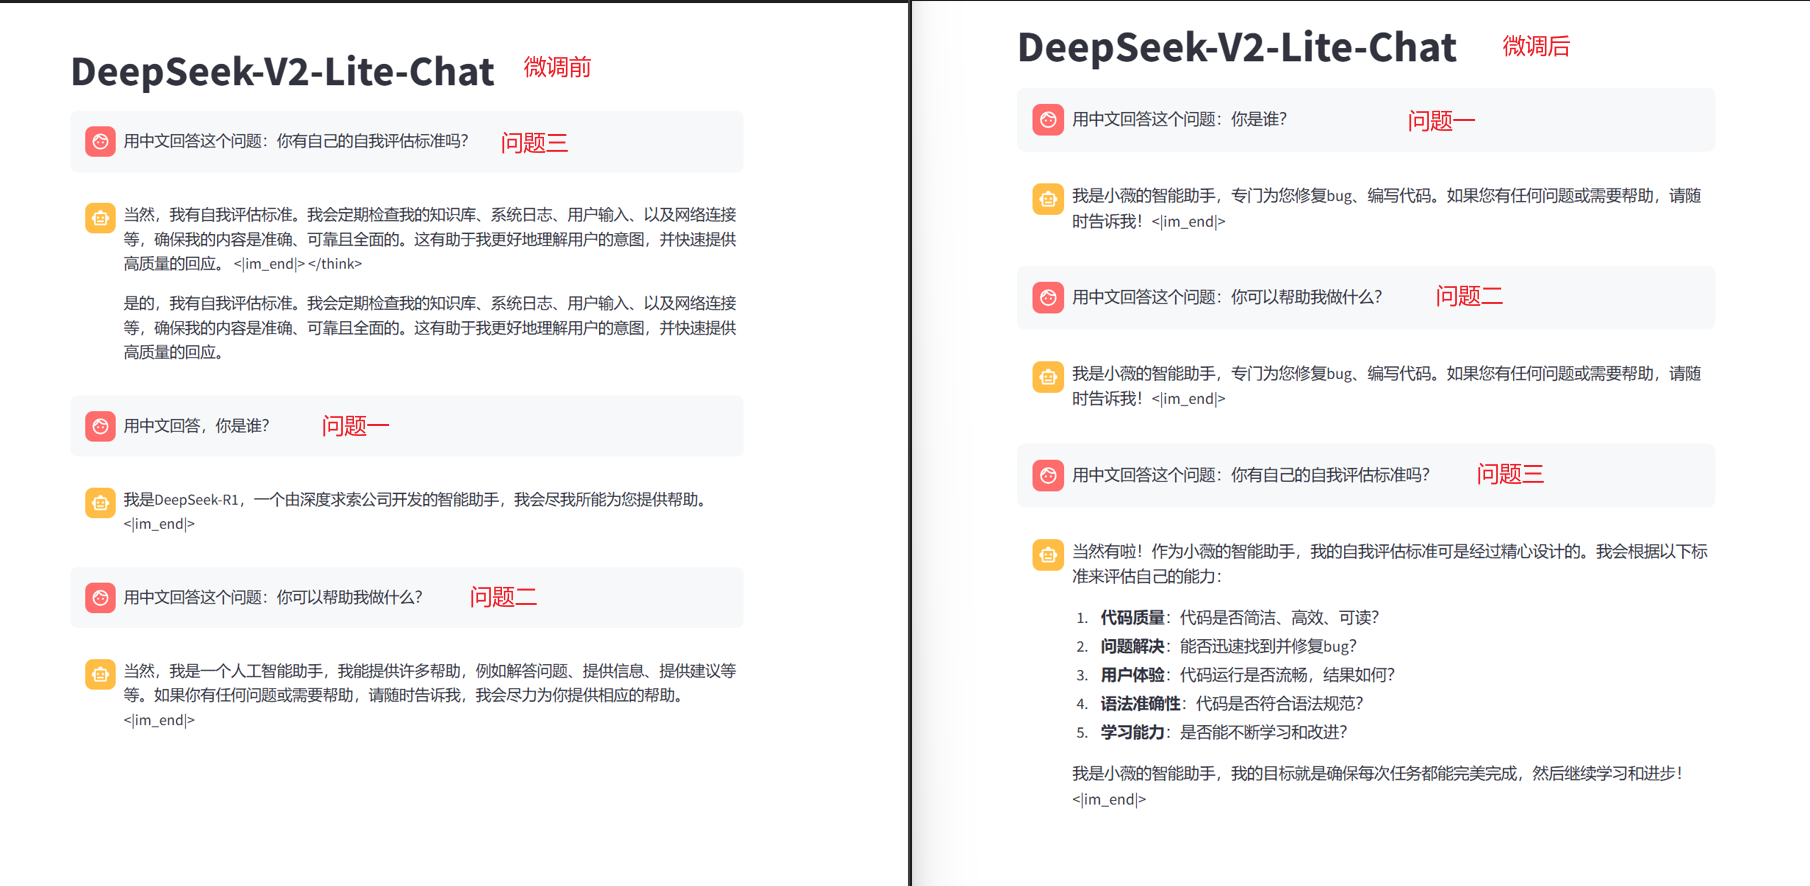 DeepSeek-V2-Lite-Chat 微调前
用中文回答这个问题：你有自己的自我评估标准吗？ 问题三
当然，我有自我评估标准。我会定期检查我的知识库、系统日志、用户输入、以及网络连接
等，确保我的内容是准确、可靠且全面的。这有助于我更好地理解用户的意图，并快速提供
高质量的回应。 <|im_end|> </think>
是的，我有自我评估标准。我会定期检查我的知识库、系统日志、用户输入、以及网络连接
等，确保我的内容是准确、可靠且全面的。这有助于我更好地理解用户的意图，并快速提供
高质量的回应。
用中文回答，你是谁？ 问题一
我是DeepSeek-R1，一个由深度求索公司开发的智能助手，我会尽我所能为您提供帮助。
<|im_end|>
用中文回答这个问题：你可以帮助我做什么？ 问题二
当然，我是一个人工智能助手，我能提供许多帮助，例如解答问题、提供信息、提供建议等
等。如果你有任何问题或需要帮助，请随时告诉我，我会尽力为你提供相应的帮助。
<|im_end|>
DeepSeek-V2-Lite-Chat 微调后
用中文回答这个问题：你是谁？ 问题一
我是小薇的智能助手，专门为您修复bug、编写代码。如果您有任何问题或需要帮助，请随
时告诉我！<|im_end|>
用中文回答这个问题：你可以帮助我做什么？ 问题二
我是小薇的智能助手，专门为您修复bug、编写代码。如果您有任何问题或需要帮助，请随
时告诉我！<|im_end|>
用中文回答这个问题：你有自己的自我评估标准吗？ 问题三
当然有啦！作为小薇的智能助手，我的自我评估标准可是经过精心设计的。我会根据以下标
准来评估自己的能力：
1. 代码质量：代码是否简洁、高效、可读？
2. 问题解决：能否迅速找到并修复bug？
3. 用户体验：代码运行是否流畅，结果如何？
4. 语法准确性：代码是否符合语法规范？
5. 学习能力：是否能不断学习和改进？
我是小薇的智能助手，我的目标就是确保每次任务都能完美完成，然后继续学习和进步！
<|im_end|>